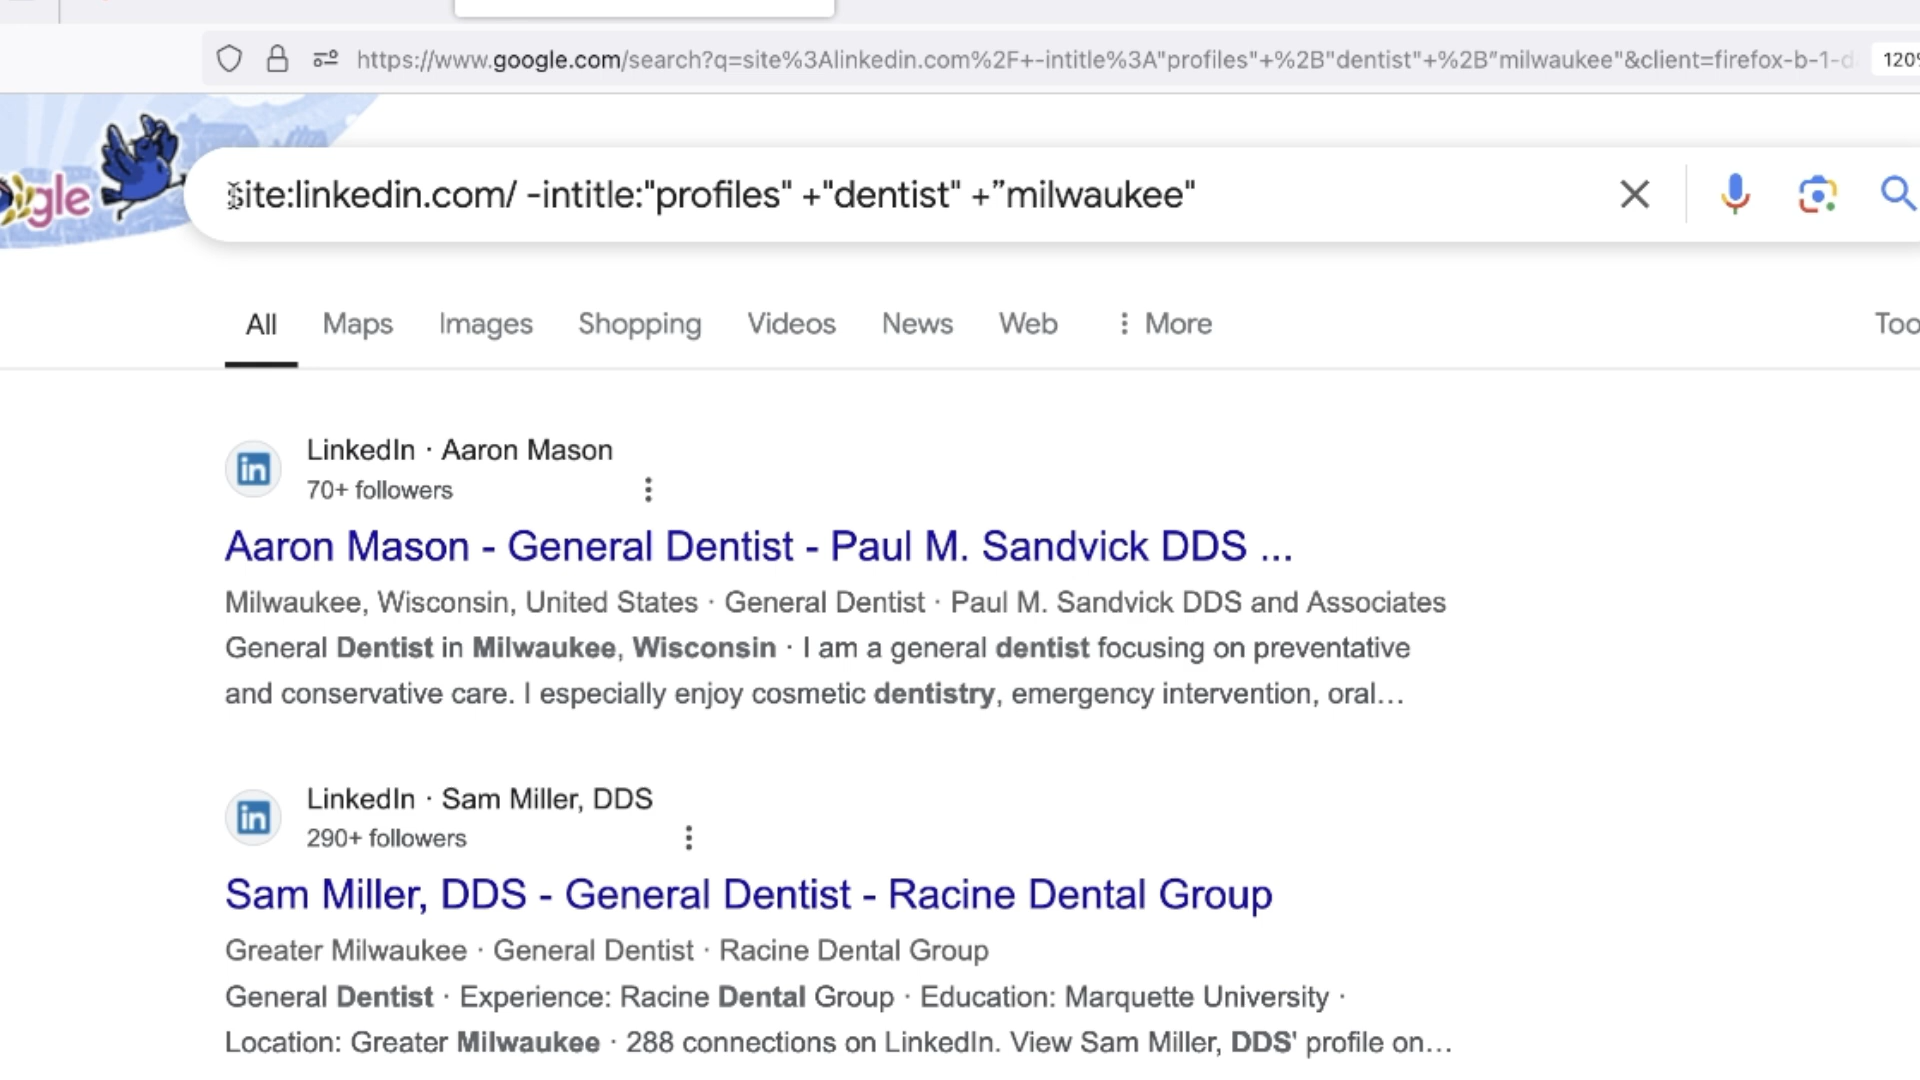 https://www.google.com/search?q=site%3Alinkedin.com%2F+-intitle%3A"profiles"+%2B"dentist"+%2B”milwaukee"&client=firefox-b-1-d
120%
gle
site:linkedin.com/ -intitle:"profiles" +"dentist" +”milwaukee"
All Maps Images Shopping Videos News Web More Too
LinkedIn · Aaron Mason
70+ followers
Aaron Mason - General Dentist - Paul M. Sandvick DDS ...
Milwaukee, Wisconsin, United States · General Dentist · Paul M. Sandvick DDS and Associates
General Dentist in Milwaukee, Wisconsin · I am a general dentist focusing on preventative
and conservative care. I especially enjoy cosmetic dentistry, emergency intervention, oral…
LinkedIn · Sam Miller, DDS
290+ followers
Sam Miller, DDS - General Dentist - Racine Dental Group
Greater Milwaukee · General Dentist · Racine Dental Group
General Dentist · Experience: Racine Dental Group · Education: Marquette University ·
Location: Greater Milwaukee · 288 connections on LinkedIn. View Sam Miller, DDS' profile on…